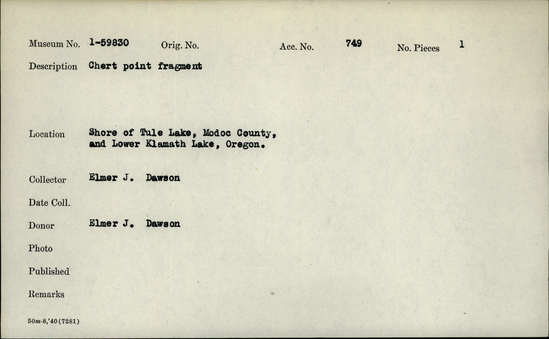 Museum No. 1-59830 Orig. No. Acc. No. 749 No. Pieces 1
Description Chert point fragment
Location Shore of Tule Lake, Modoc County,
and Lower Klamath Lake, Oregon.
Collector Elmer J. Dawson
Date Coll.
Donor Elmer J. Dawson
Photo
Published
Remarks
50m-8,'40(7281)